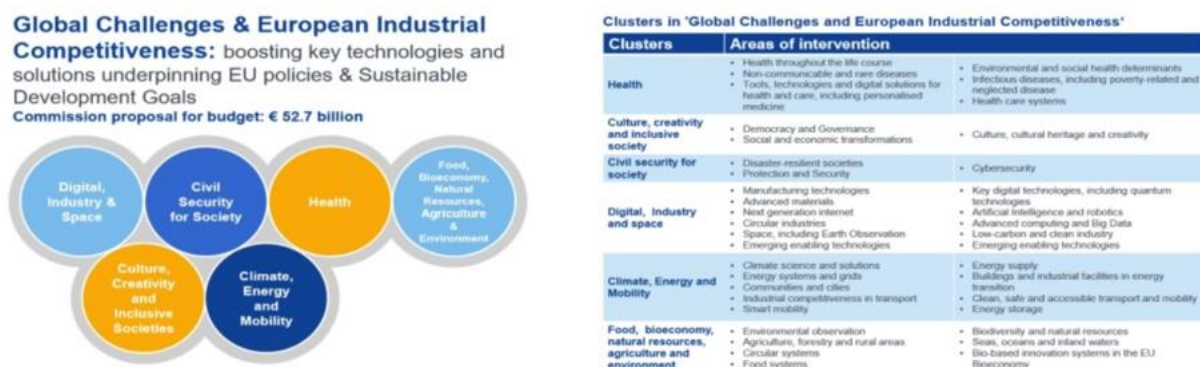 Global Challenges & European Industrial
Competitiveness: boosting key technologies and
solutions underpinning EU policies & Sustainable
Development Goals
Commission proposal for budget: € 52.7 billion
Digital,
Industry &
Space
Civil
Security
for Society
Health
Food,
Bioeconomy,
Natural
Resources,
Agriculture
&
Environment
Culture,
Creativity
and
Inclusive
Societies
Climate,
Energy
and
Mobility
Clusters in 'Global Challenges and European Industrial Competitiveness'
Clusters
Areas of intervention
Health
• Health throughout the life course
• Non-communicable and rare diseases
• Tools, technologies and digital solutions for
health and care, including personalised
medicine
• Environmental and social health determinants
• Infectious diseases, including poverty-related and
neglected disease
• Health care systems
Culture, creativity
and inclusive
society
• Democracy and Governance
• Social and economic transformations
• Culture, cultural heritage and creativity
Civil security for
society
• Disaster-resilient societies
• Protection and Security
• Cybersecurity
Digital, Industry
and space
• Manufacturing technologies
• Advanced materials
• Next generation internet
• Circular industries
• Space, including Earth Observation
• Emerging enabling technologies
• Key digital technologies, including quantum
technologies
• Artificial Intelligence and robotics
• Advanced computing and Big Data
• Low-carbon and clean industry
• Emerging enabling technologies
Climate, Energy and
Mobility
• Climate science and solutions
• Energy systems and grids
• Communities and cities
• Industrial competitiveness in transport
• Smart mobility
• Energy supply
• Buildings and industrial facilities in energy
transition
• Clean, safe and accessible transport and mobility
• Energy storage
Food, bioeconomy,
natural resources,
agriculture and
environment
• Environmental observation
• Agriculture, forestry and rural areas
• Circular systems
• Food systems
• Biodiversity and natural resources
• Seas, oceans and inland waters
• Bio-based innovation systems in the EU
Bioeconomy